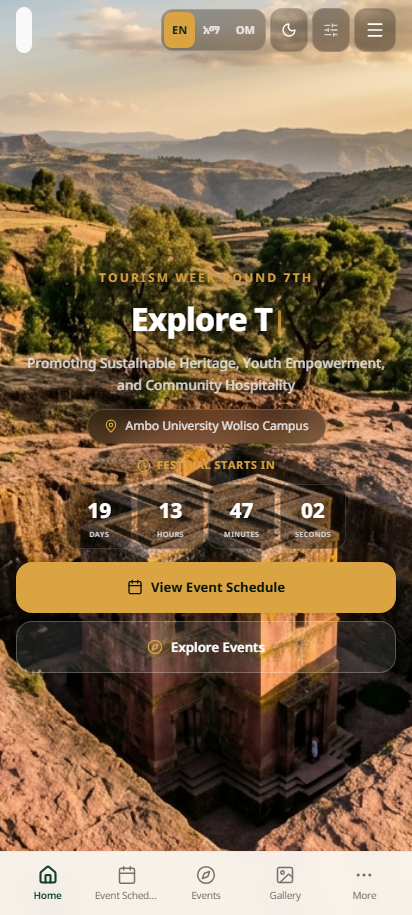 EN አማ OM
TOURISM WEEK ROUND 7TH
Explore T
Promoting Sustainable Heritage, Youth Empowerment,
and Community Hospitality
Ambo University Woliso Campus
FESTIVAL STARTS IN
19 13 47 02
DAYS HOURS MINUTES SECONDS
View Event Schedule
Explore Events
Home Event Sched... Events Gallery More